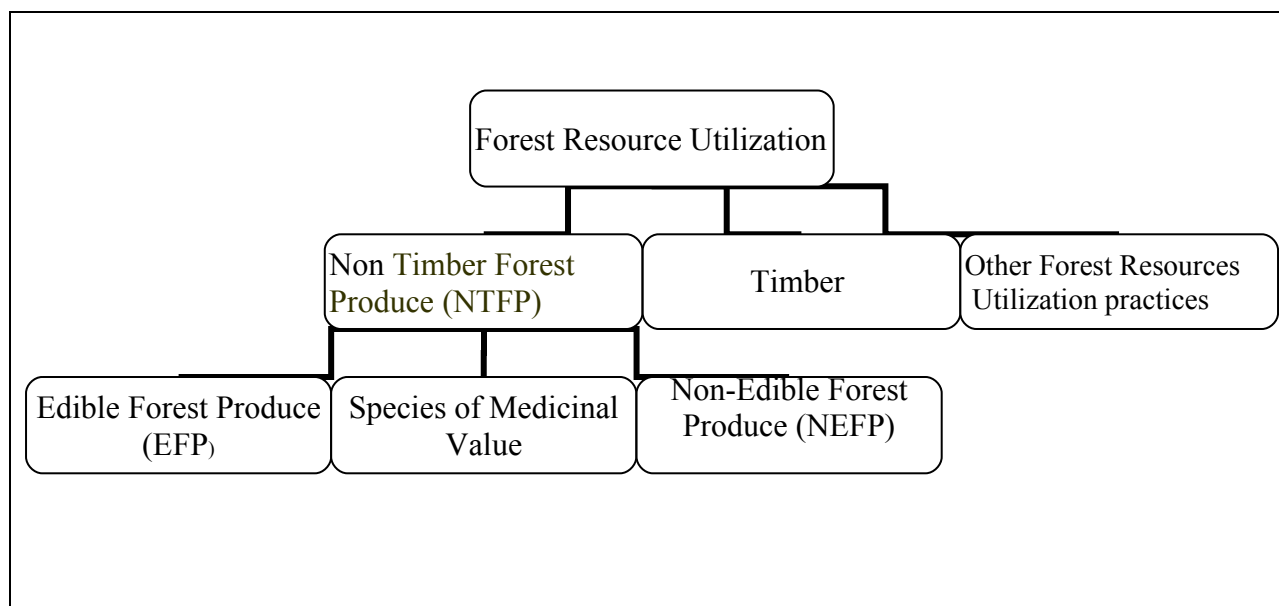 Forest Resource Utilization
Non Timber Forest
Produce (NTFP)
Timber
Other Forest Resources
Utilization practices
Edible Forest Produce
(EFP)
Species of Medicinal
Value
Non-Edible Forest
Produce (NEFP)